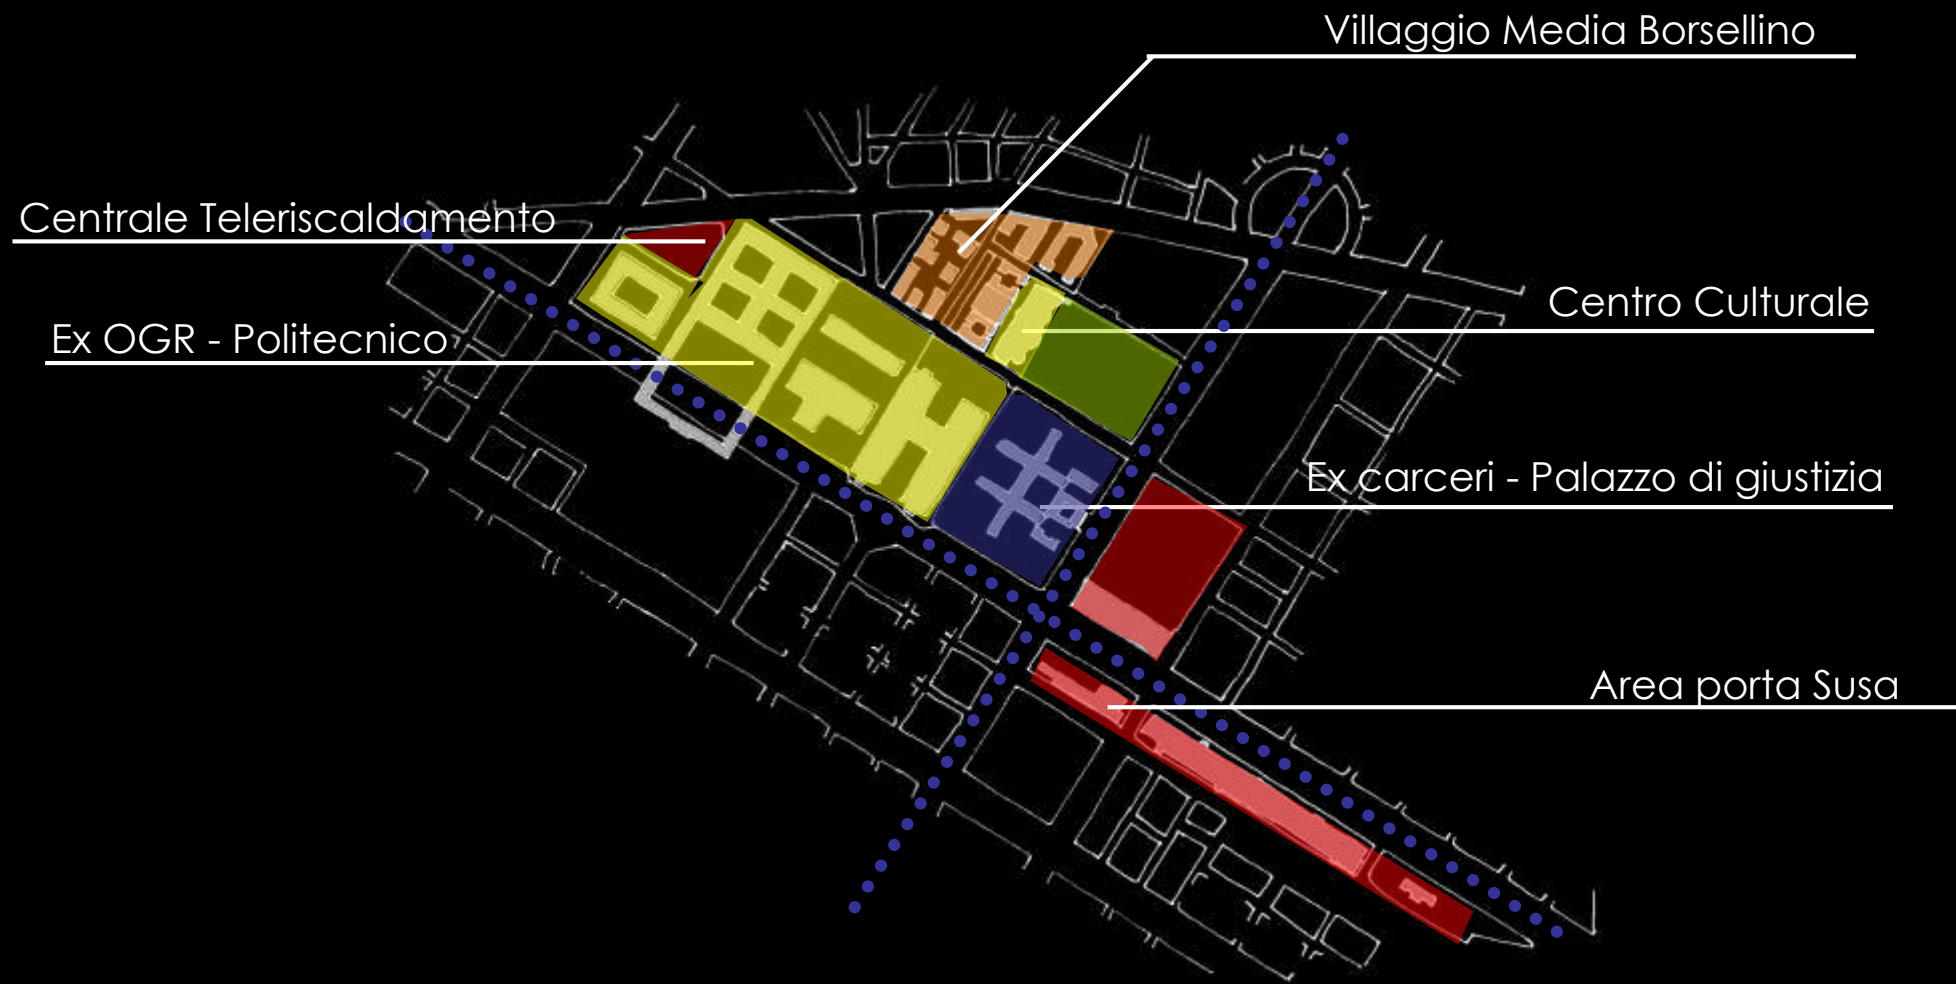 Villaggio Media Borsellino
Centrale Teleriscaldamento
Centro Culturale
Ex OGR - Politecnico
Ex carceri - Palazzo di giustizia
Area porta Susa